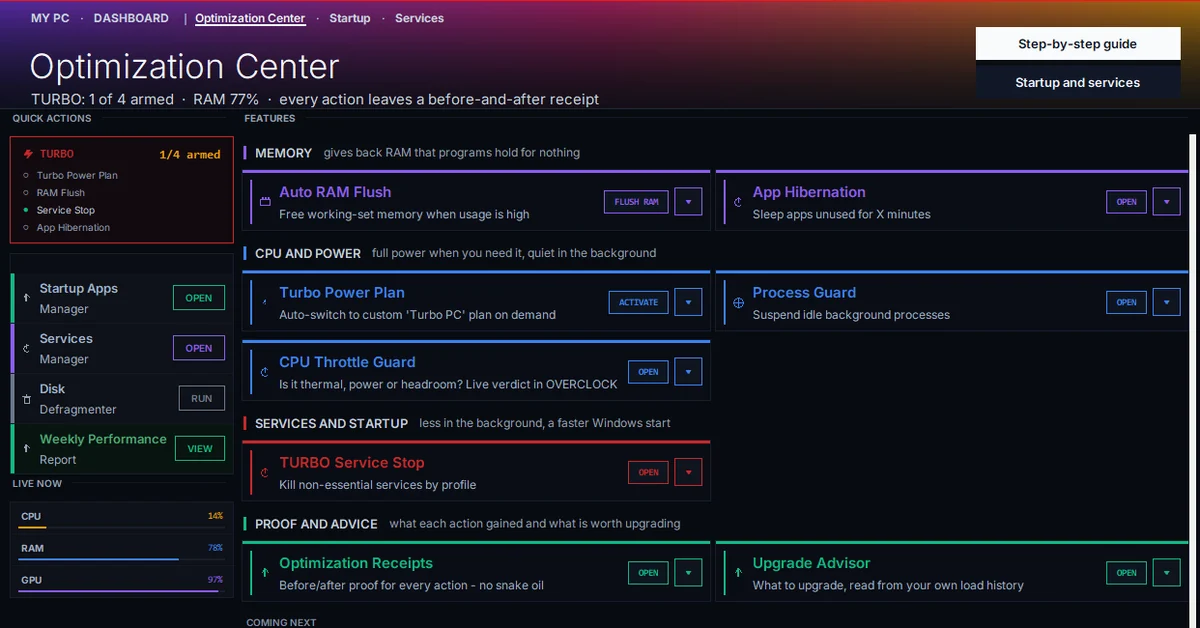 MY PC · DASHBOARD | Optimization Center · Startup · Services
Optimization Center
TURBO: 1 of 4 armed · RAM 77% · every action leaves a before-and-after receipt
Step-by-step guide
Startup and services
QUICK ACTIONS
TURBO 1/4 armed
Turbo Power Plan
RAM Flush
Service Stop
App Hibernation
Startup Apps
Manager
OPEN
Services
Manager
OPEN
Disk
Defragmenter
RUN
Weekly Performance
Report
VIEW
LIVE NOW
CPU 14%
RAM 78%
GPU 97%
FEATURES
MEMORY gives back RAM that programs hold for nothing
Auto RAM Flush
Free working-set memory when usage is high
FLUSH RAM
App Hibernation
Sleep apps unused for X minutes
OPEN
CPU AND POWER full power when you need it, quiet in the background
Turbo Power Plan
Auto-switch to custom 'Turbo PC' plan on demand
ACTIVATE
Process Guard
Suspend idle background processes
OPEN
CPU Throttle Guard
Is it thermal, power or headroom? Live verdict in OVERCLOCK
OPEN
SERVICES AND STARTUP less in the background, a faster Windows start
TURBO Service Stop
Kill non-essential services by profile
OPEN
PROOF AND ADVICE what each action gained and what is worth upgrading
Optimization Receipts
Before/after proof for every action - no snake oil
OPEN
Upgrade Advisor
What to upgrade, read from your own load history
OPEN
COMING NEXT